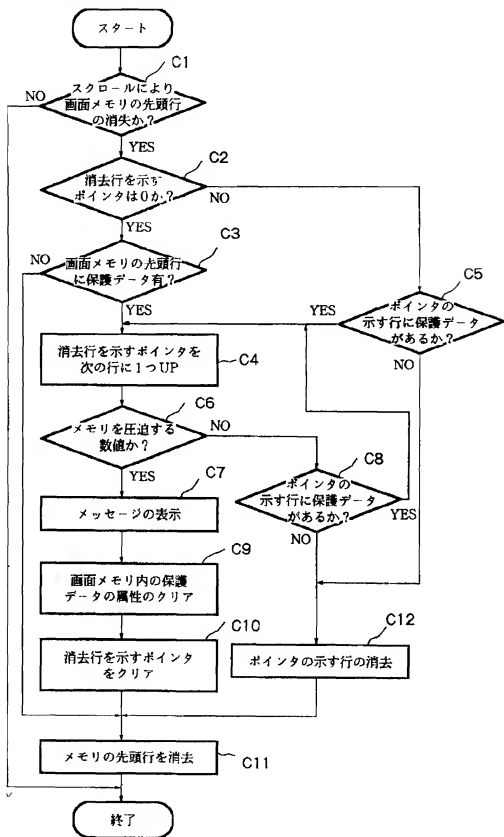 スタート
C1
スクロールにより
画面メモリの先頭行
の消失か?
NO
YES
C2
消去行を示す
ポインタは0か?
NO
YES
C3
NO
画面メモリの先頭行
に保護データ有?
YES
C5
YES
ポインタの
示す行に保護データ
があるか?
NO
消去行を示すポインタを
次の行に1つUP
C4
C6
メモリを圧迫する
数値か?
NO
YES
C8
ポインタの
示す行に保護データ
があるか?
YES
NO
C7
メッセージの表示
C9
画面メモリ内の保護
データの属性のクリア
C10
消去行を示すポインタ
をクリア
C12
ポインタの示す行の消去
メモリの先頭行を消去
C11
終了